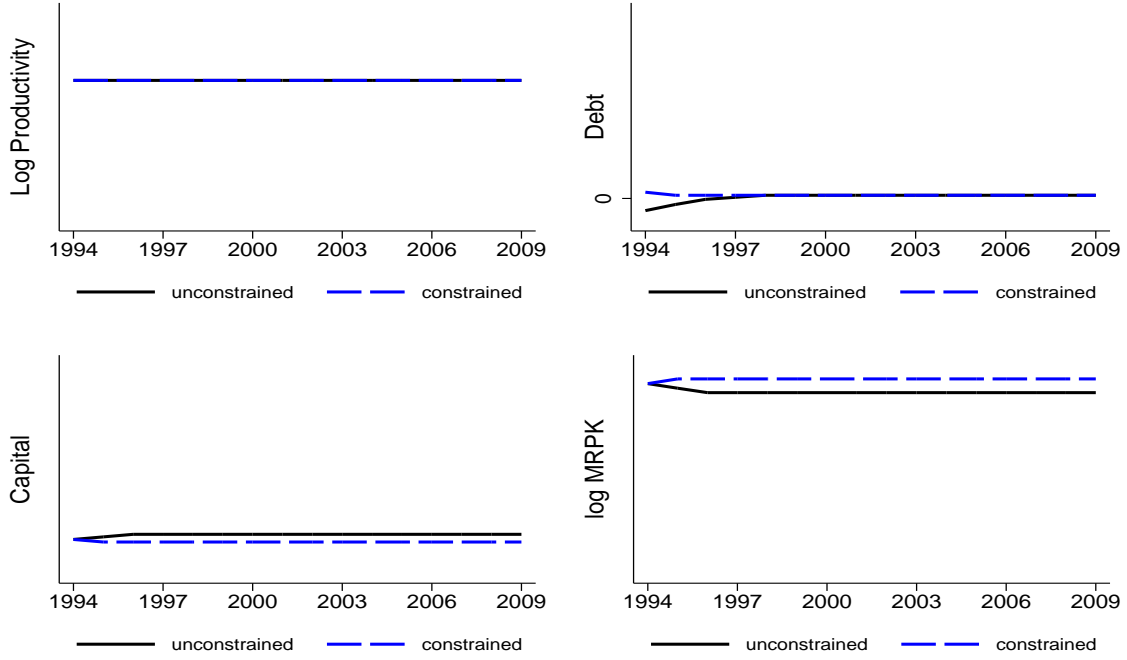 Log Productivity
1994 1997 2000 2003 2006 2009
unconstrained constrained
Debt
0
1994 1997 2000 2003 2006 2009
unconstrained constrained
Capital
1994 1997 2000 2003 2006 2009
unconstrained constrained
log MRPK
1994 1997 2000 2003 2006 2009
unconstrained constrained